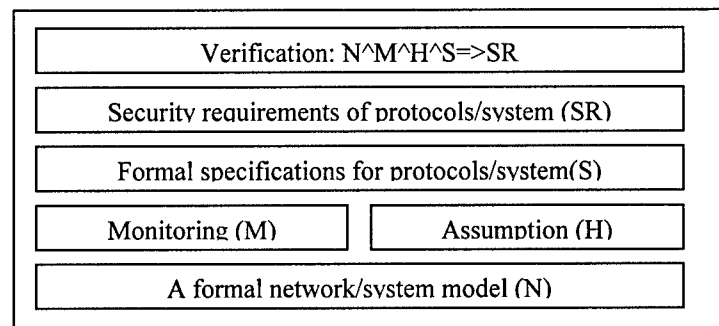 Verification: N^M^H^S=>SR
Security requirements of protocols/system (SR)
Formal specifications for protocols/system(S)
Monitoring (M)
Assumption (H)
A formal network/system model (N)